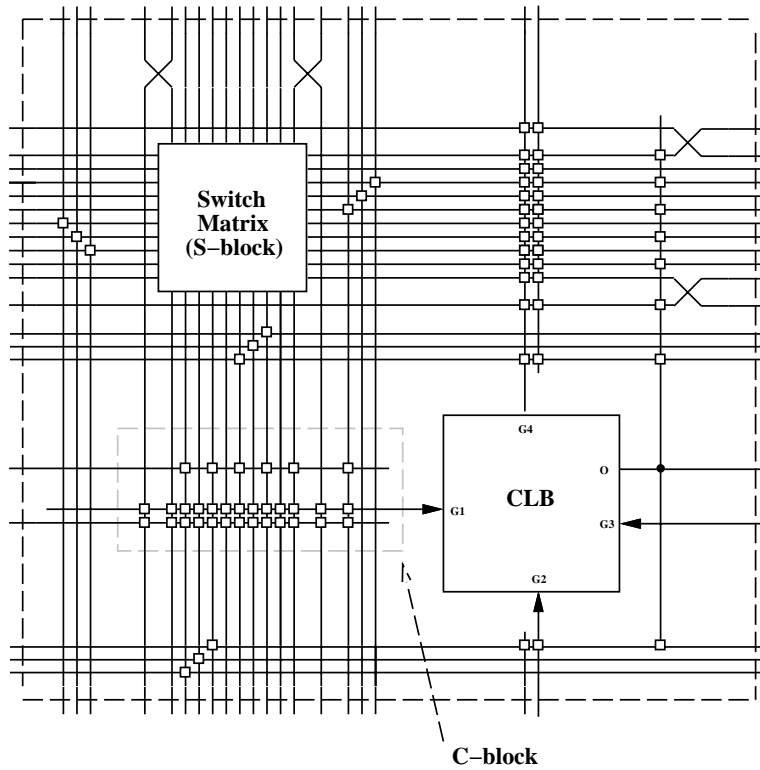 Switch
Matrix
(S−block)
G4
O
CLB
G1
G3
G2
C−block